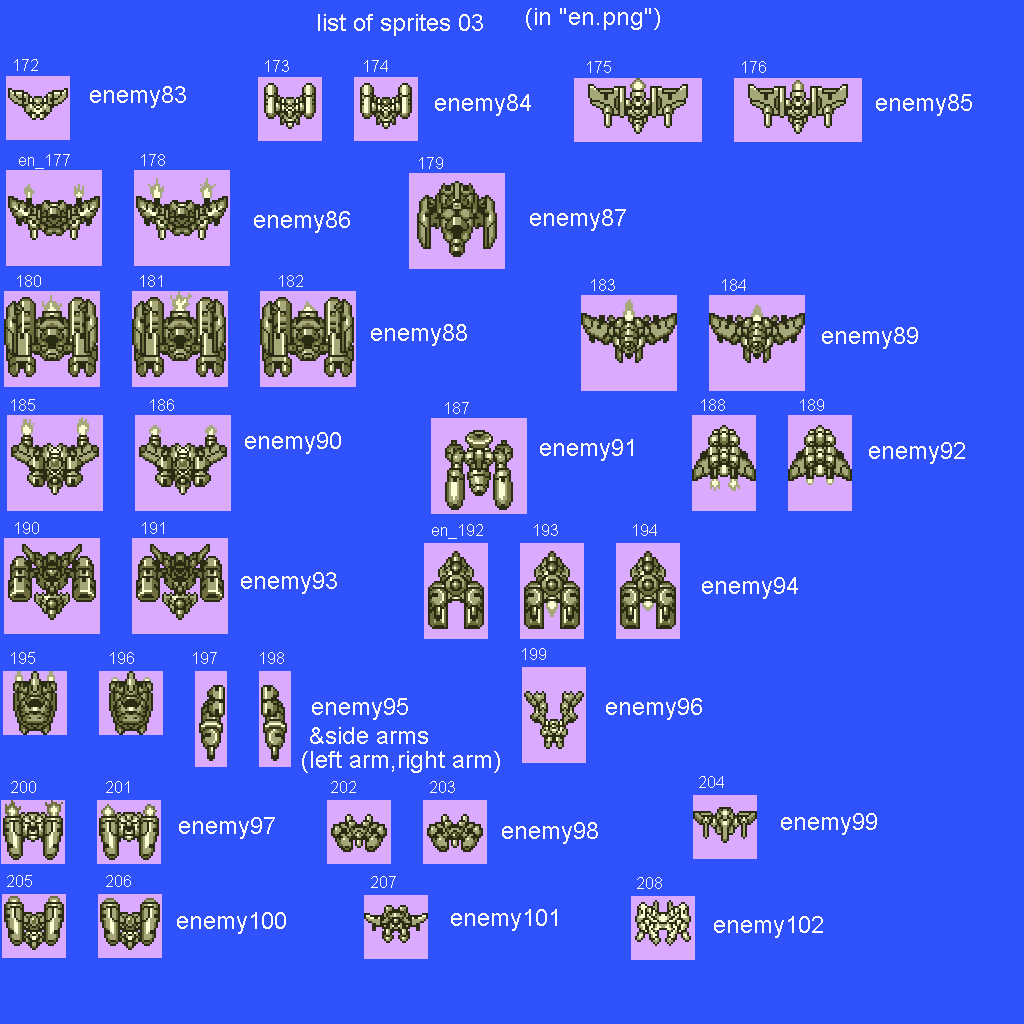 list of sprites 03 (in "en.png")
172 173 174 175 176
enemy83 enemy84 enemy85
en_177 178 179
enemy86 enemy87
180 181 182 183 184
enemy88 enemy89
185 186 187 188 189
enemy90 enemy91 enemy92
190 191 en_192 193 194
enemy93 enemy94
195 196 197 198 199
enemy95 enemy96
&side arms
(left arm,right arm)
200 201 202 203 204
enemy97 enemy98 enemy99
205 206 207 208
enemy100 enemy101 enemy102